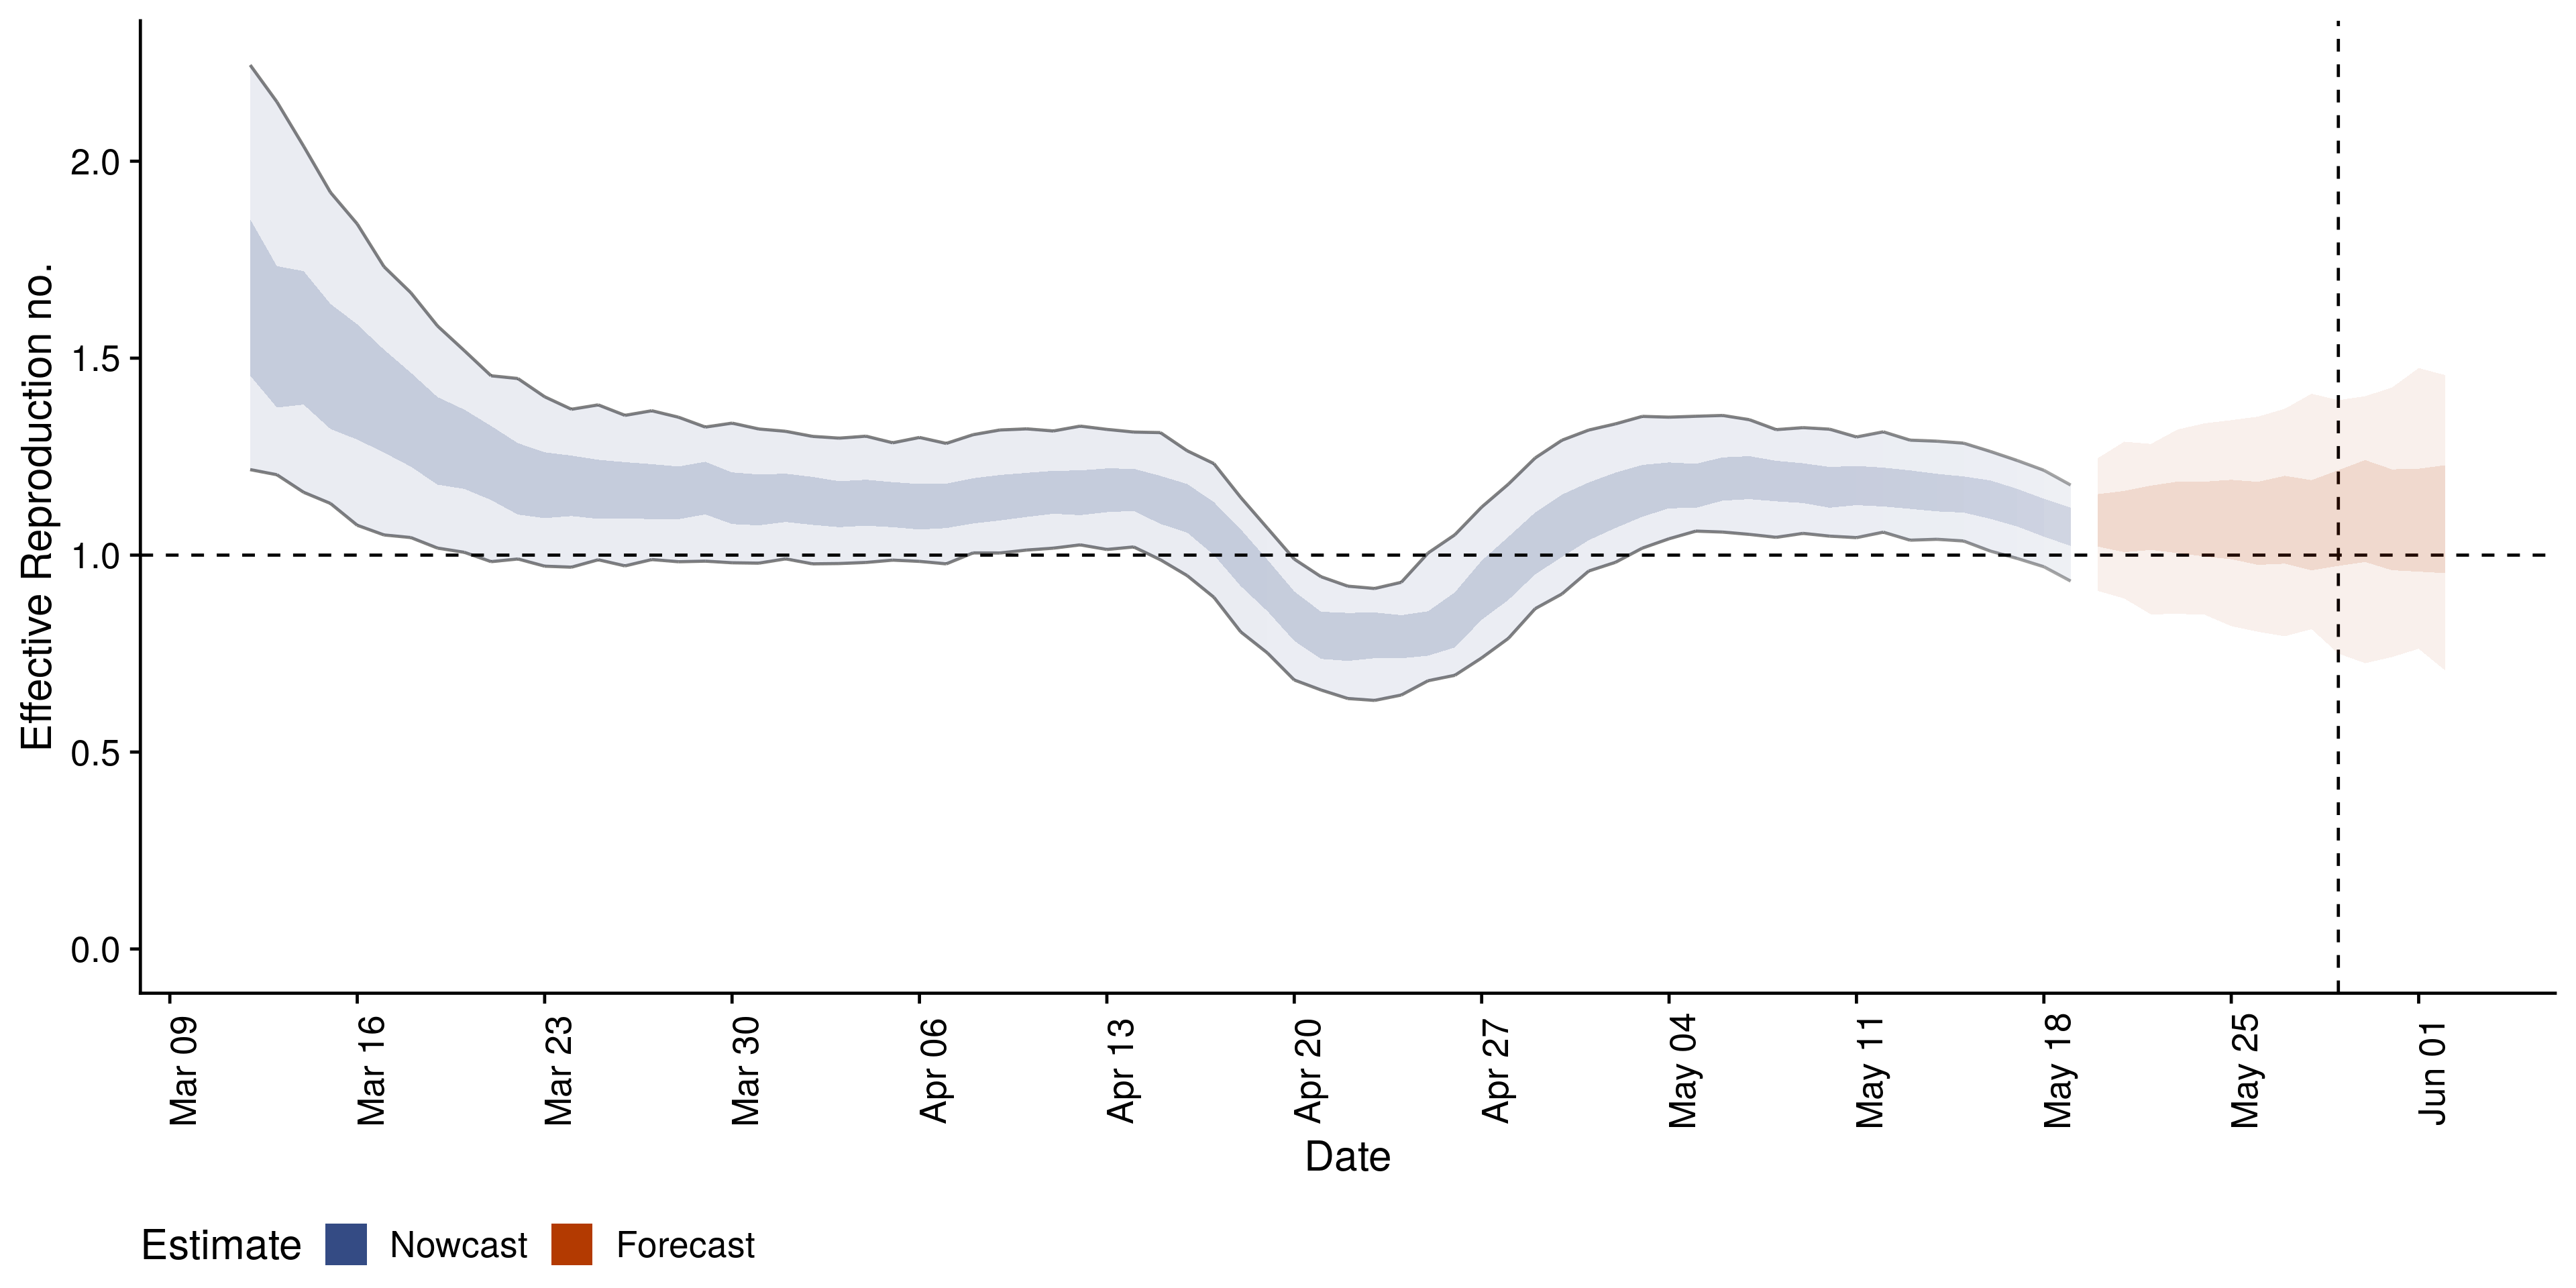 Effective Reproduction no.
2.0
1.5
1.0
0.5
0.0
Mar 09
Mar 16
Mar 23
Mar 30
Apr 06
Apr 13
Apr 20
Apr 27
May 04
May 11
May 18
May 25
Jun 01
Date
Estimate Nowcast Forecast